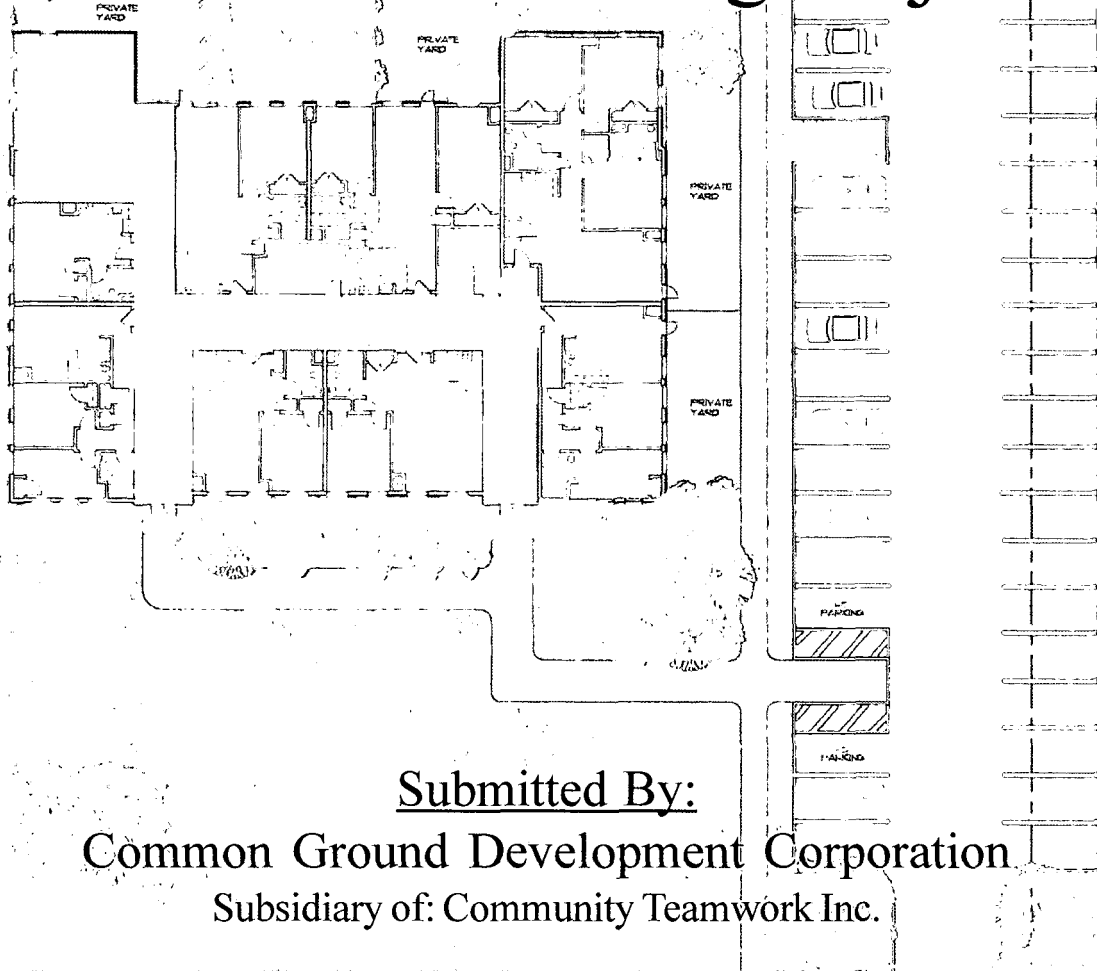 PRIVATE
YARD
PRIVATE
YARD
PRIVATE
YARD
PRIVATE
YARD
PARKING
PARKING
Submitted By:
Common Ground Development Corporation
Subsidiary of: Community Teamwork Inc.